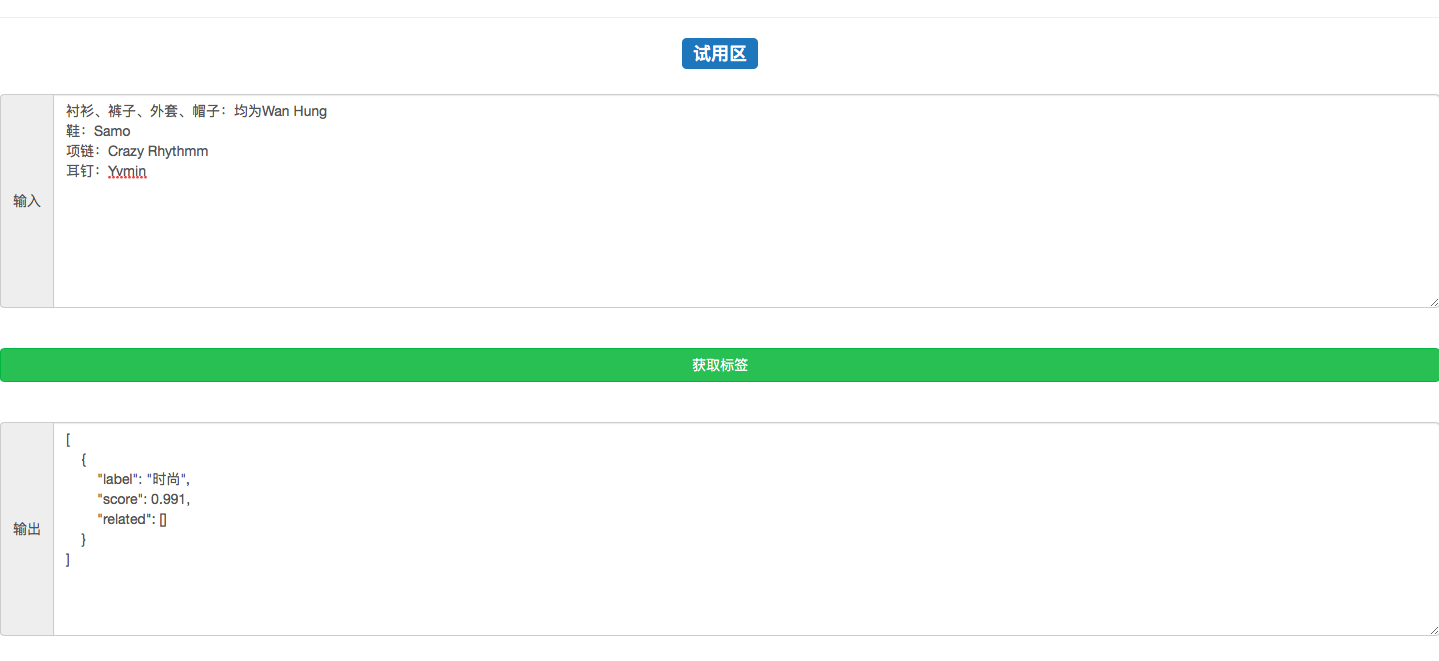 试用区
输入
衬衫、裤子、外套、帽子：均为Wan Hung
鞋：Samo
项链：Crazy Rhythmm
耳钉：Yvmin
获取标签
输出
[
{
"label": "时尚",
"score": 0.991,
"related": []
}
]